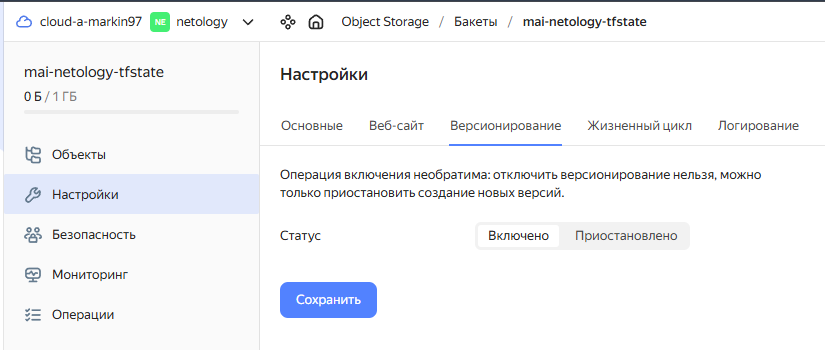 cloud-a-markin97 NE netology Object Storage / Бакеты / mai-netology-tfstate
mai-netology-tfstate
0 Б / 1 ГБ
Объекты
Настройки
Безопасность
Мониторинг
Операции
Настройки
Основные Веб-сайт Версионирование Жизненный цикл Логирование
Операция включения необратима: отключить версионирование нельзя, можно
только приостановить создание новых версий.
Статус Включено Приостановлено
Сохранить